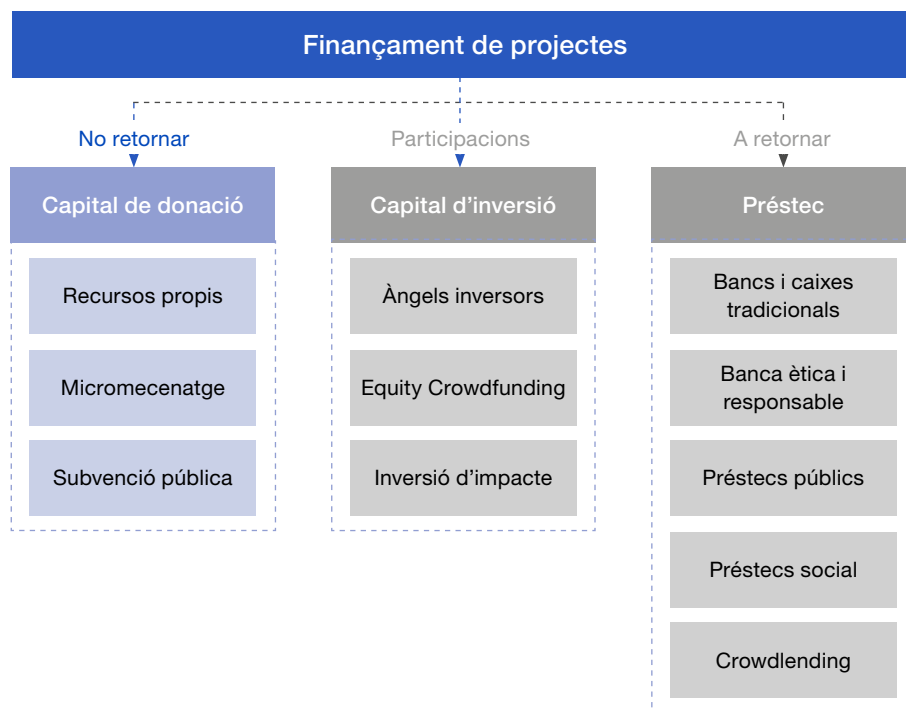 Finançament de projectes
No retornar
Participacions
A retornar
Capital de donació
Capital d’inversió
Préstec
Recursos propis
Micromecenatge
Subvenció pública
Àngels inversors
Equity Crowdfunding
Inversió d’impacte
Bancs i caixes
tradicionals
Banca ètica i
responsable
Préstecs públics
Préstecs social
Crowdlending